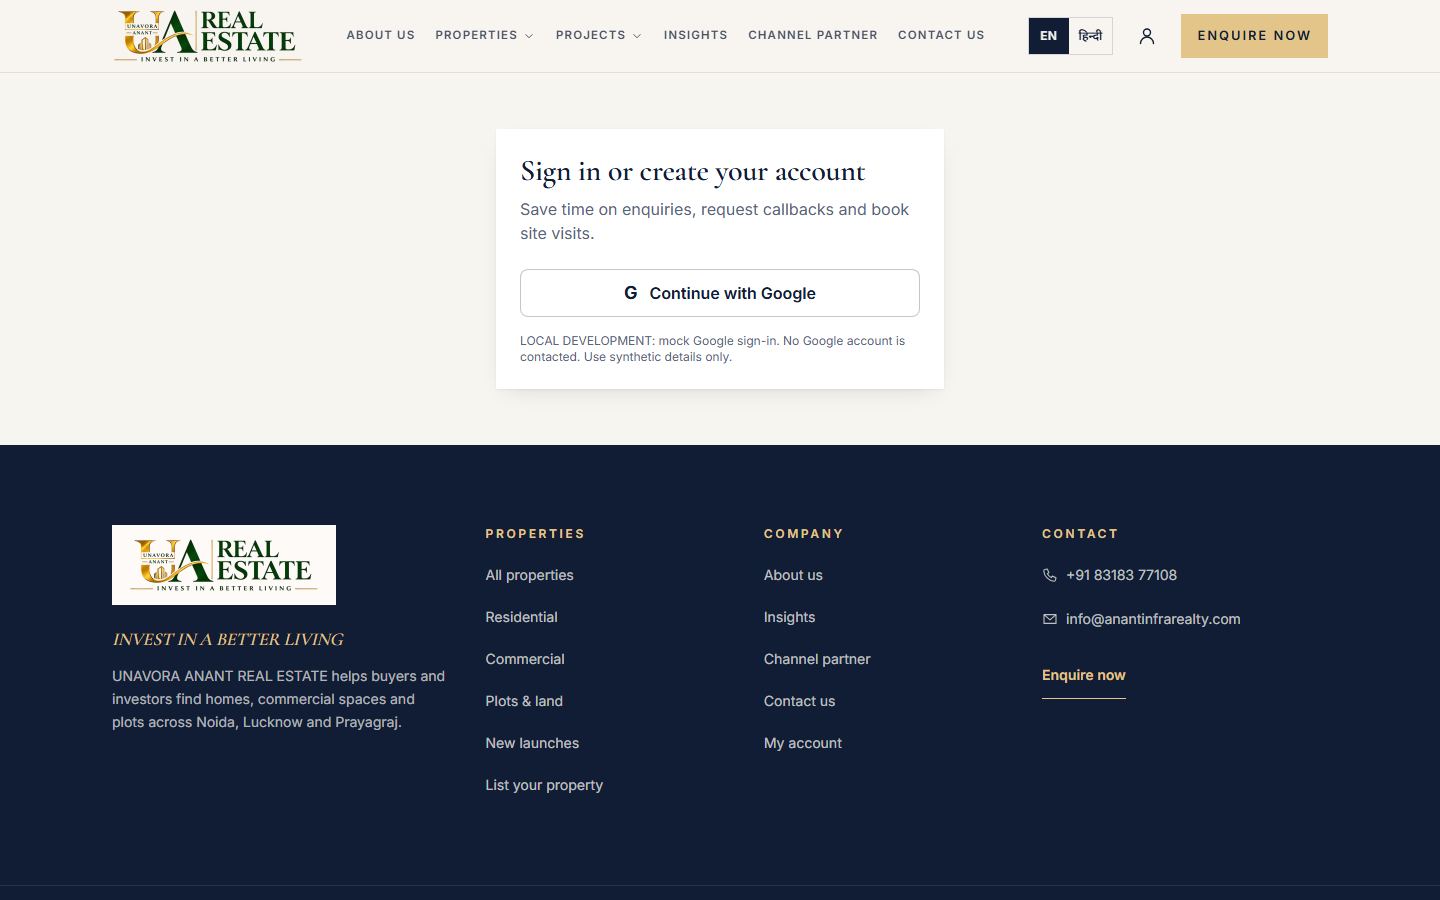 UNAVORA
ANANT
UA REAL
ESTATE
INVEST IN A BETTER LIVING
ABOUT US
PROPERTIES
PROJECTS
INSIGHTS
CHANNEL PARTNER
CONTACT US
EN
हिन्दी
ENQUIRE NOW
Sign in or create your account
Save time on enquiries, request callbacks and book
site visits.
G Continue with Google
LOCAL DEVELOPMENT: mock Google sign-in. No Google account is
contacted. Use synthetic details only.
UNAVORA
ANANT
UA REAL
ESTATE
INVEST IN A BETTER LIVING
INVEST IN A BETTER LIVING
UNAVORA ANANT REAL ESTATE helps buyers and
investors find homes, commercial spaces and
plots across Noida, Lucknow and Prayagraj.
PROPERTIES
All properties
Residential
Commercial
Plots & land
New launches
List your property
COMPANY
About us
Insights
Channel partner
Contact us
My account
CONTACT
+91 83183 77108
info@anantinfrarealty.com
Enquire now